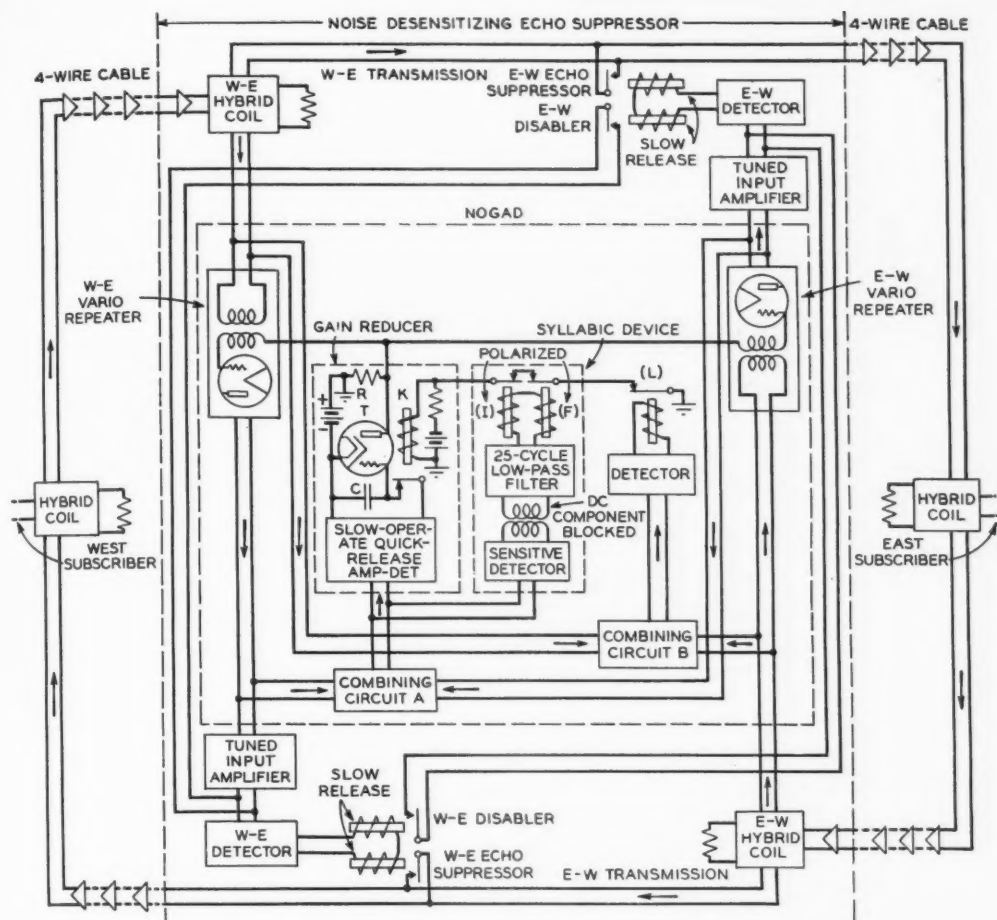 NOISE DESENSITIZING ECHO SUPPRESSOR
4-WIRE CABLE
4-WIRE CABLE
W-E
HYBRID
COIL
W-E TRANSMISSION
E-W ECHO
SUPPRESSOR
E-W
DISABLER
SLOW
RELEASE
E-W
DETECTOR
TUNED
INPUT
AMPLIFIER
NOGAD
W-E
VARIO
REPEATER
E-W
VARIO
REPEATER
GAIN REDUCER
SYLLABIC DEVICE
POLARIZED
(I)
(F)
(L)
+
-
R
T
K
C
25-CYCLE
LOW-PASS
FILTER
DETECTOR
DC
COMPONENT
BLOCKED
SLOW-OPER-
ATE QUICK-
RELEASE
AMP-DET
SENSITIVE
DETECTOR
HYBRID
COIL
WEST
SUBSCRIBER
HYBRID
COIL
EAST
SUBSCRIBER
COMBINING
CIRCUIT B
COMBINING
CIRCUIT A
TUNED
INPUT
AMPLIFIER
SLOW
RELEASE
W-E
DETECTOR
W-E DISABLER
W-E ECHO
SUPPRESSOR
E-W
HYBRID
COIL
E-W TRANSMISSION